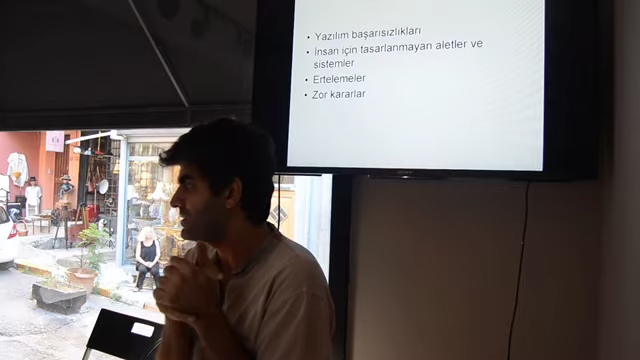 • Yazılım başarısızlıkları
• İnsan için tasarlanmayan aletler ve
sistemler
• Ertelemeler
• Zor kararlar